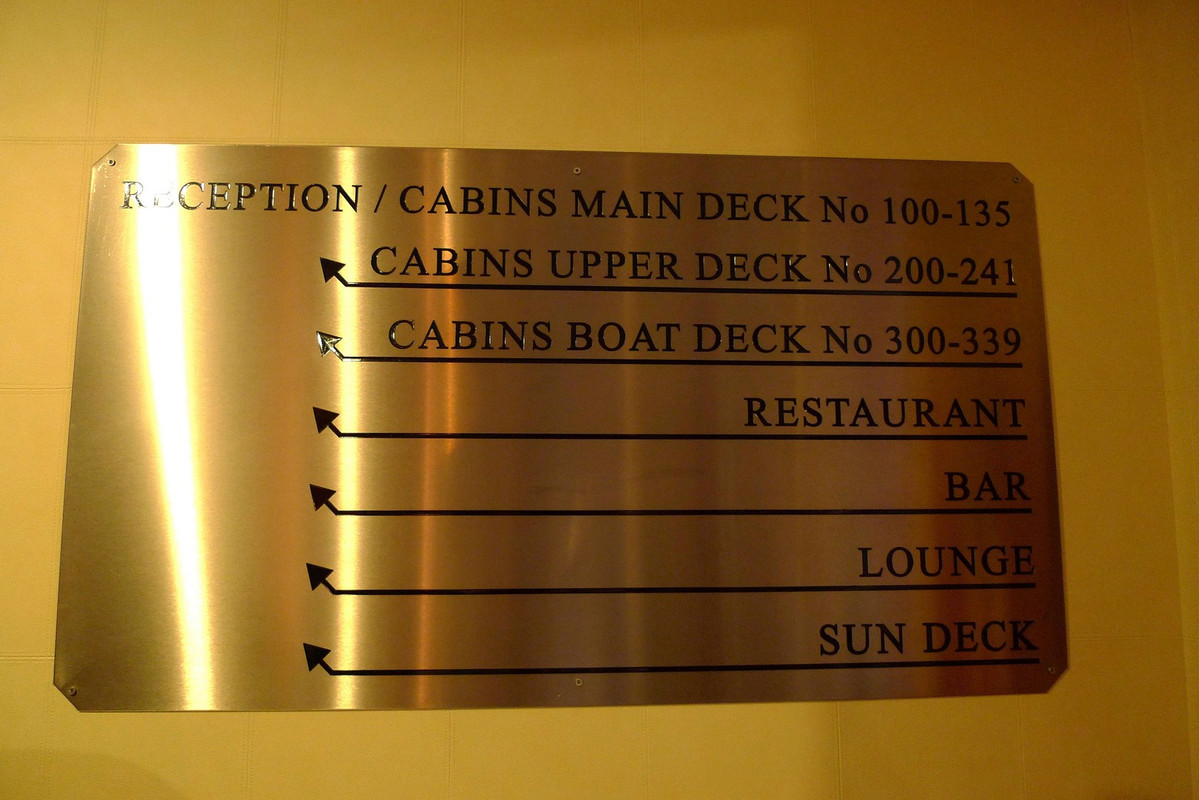 RECEPTION / CABINS MAIN DECK No 100-135
CABINS UPPER DECK No 200-241
CABINS BOAT DECK No 300-339
RESTAURANT
BAR
LOUNGE
SUN DECK